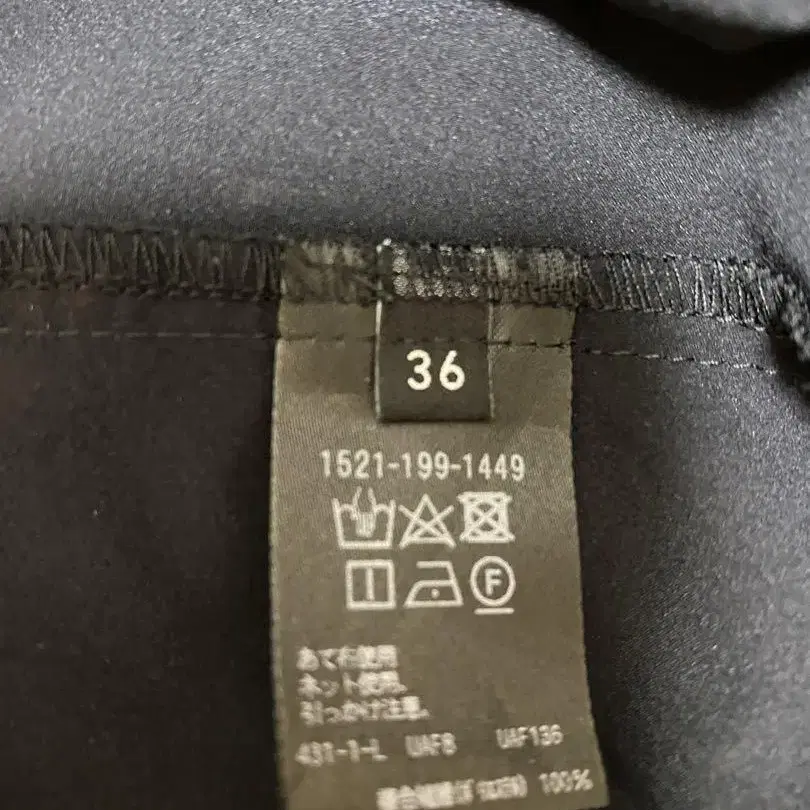 36
1521-199-1449
F
あて布使用
ネット使用。
引っかけ注意。
431-1-L UAF8 UAF136
100%